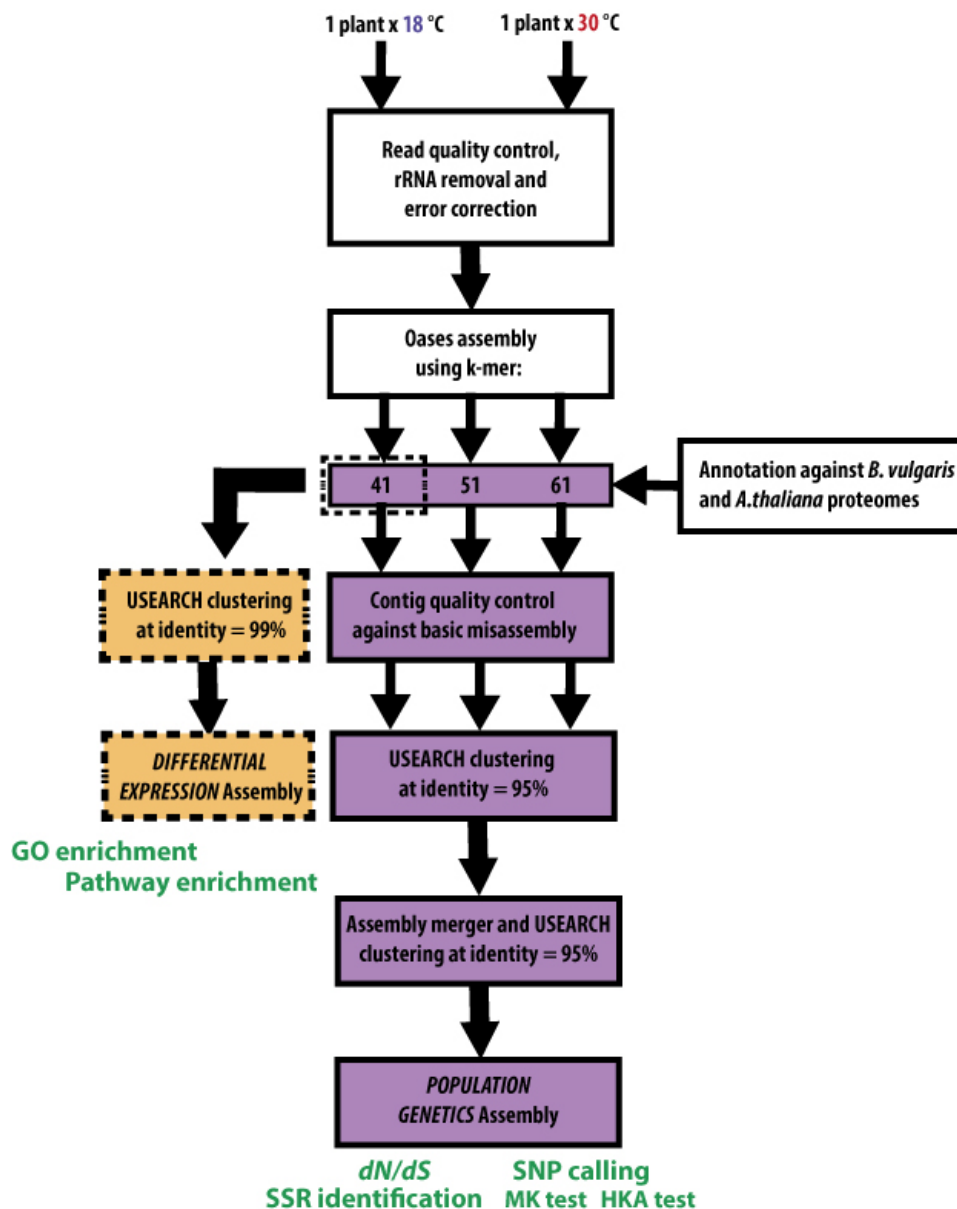 1 plant x 18 °C
1 plant x 30 °C
Read quality control,
rRNA removal and
error correction
Oases assembly
using k-mer:
41 51 61
Annotation against B. vulgaris
and A.thaliana proteomes
USEARCH clustering
at identity = 99%
Contig quality control
against basic misassembly
DIFFERENTIAL
EXPRESSION Assembly
USEARCH clustering
at identity = 95%
GO enrichment
Pathway enrichment
Assembly merger and USEARCH
clustering at identity = 95%
POPULATION
GENETICS Assembly
dN/dS SNP calling
SSR identification MK test HKA test